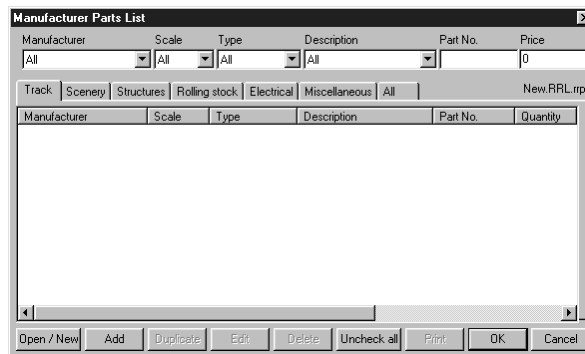 Manufacturer Parts List
Manufacturer Scale Type Description Part No. Price
All All All All 0
Track Scenery Structures Rolling stock Electrical Miscellaneous All New.RRL.rrp
Manufacturer Scale Type Description Part No. Quantity
Open / New Add Duplicate Edit Delete Uncheck all Print OK Cancel